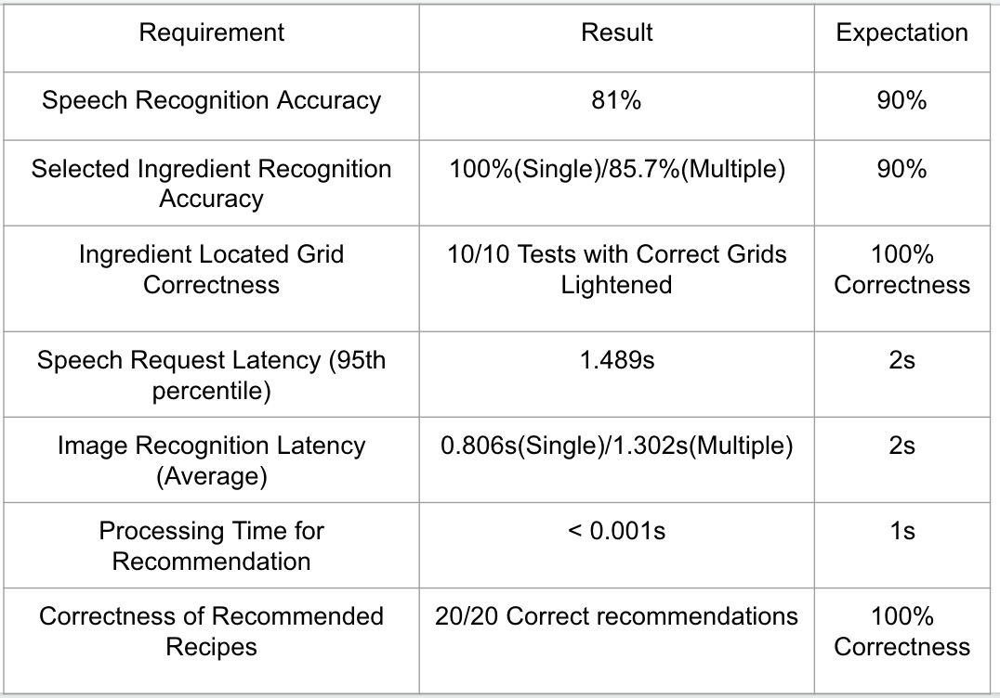 Requirement Result Expectation
Speech Recognition Accuracy 81% 90%
Selected Ingredient Recognition 100%(Single)/85.7%(Multiple) 90%
Accuracy
Ingredient Located Grid 10/10 Tests with Correct Grids 100%
Correctness Lightened Correctness
Speech Request Latency (95th 1.489s 2s
percentile)
Image Recognition Latency 0.806s(Single)/1.302s(Multiple) 2s
(Average)
Processing Time for < 0.001s 1s
Recommendation
Correctness of Recommended 20/20 Correct recommendations 100%
Recipes Correctness